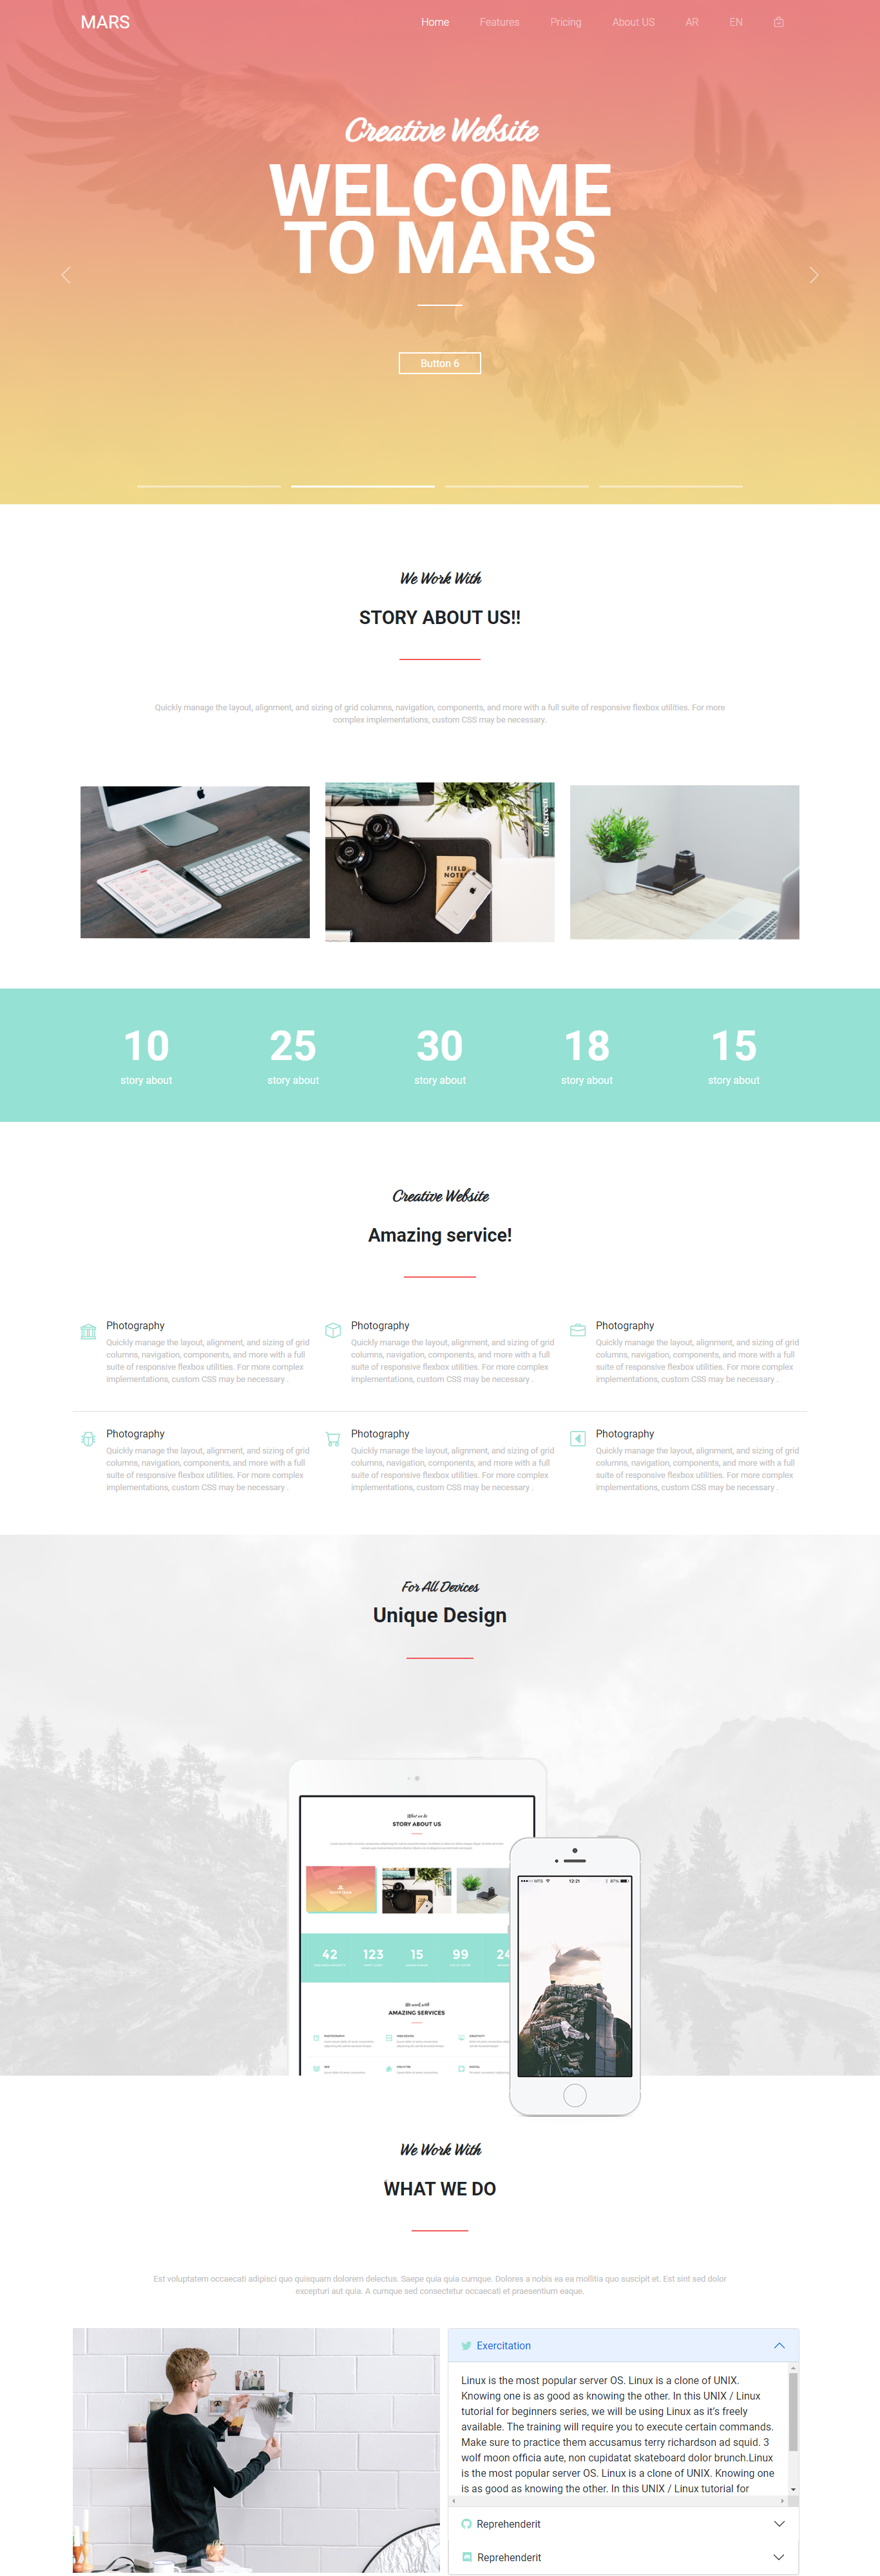 MARS
Home Features Pricing About US AR EN
Creative Website
WELCOME
TO MARS
Button 6
We Work With
STORY ABOUT US!!
Quickly manage the layout, alignment, and sizing of grid columns, navigation, components, and more with a full suite of responsive flexbox utilities. For more
complex implementations, custom CSS may be necessary.
FIELD
NOTES
Offscreen
10 25 30 18 15
story about story about story about story about story about
Creative Website
Amazing service!
Photography
Quickly manage the layout, alignment, and sizing of grid
columns, navigation, components, and more with a full
suite of responsive flexbox utilities. For more complex
implementations, custom CSS may be necessary .
Photography
Quickly manage the layout, alignment, and sizing of grid
columns, navigation, components, and more with a full
suite of responsive flexbox utilities. For more complex
implementations, custom CSS may be necessary .
Photography
Quickly manage the layout, alignment, and sizing of grid
columns, navigation, components, and more with a full
suite of responsive flexbox utilities. For more complex
implementations, custom CSS may be necessary .
Photography
Quickly manage the layout, alignment, and sizing of grid
columns, navigation, components, and more with a full
suite of responsive flexbox utilities. For more complex
implementations, custom CSS may be necessary .
Photography
Quickly manage the layout, alignment, and sizing of grid
columns, navigation, components, and more with a full
suite of responsive flexbox utilities. For more complex
implementations, custom CSS may be necessary .
Photography
Quickly manage the layout, alignment, and sizing of grid
columns, navigation, components, and more with a full
suite of responsive flexbox utilities. For more complex
implementations, custom CSS may be necessary .
For All Devices
Unique Design
What we do
STORY ABOUT US
42 123 15 99 24
We work with
AMAZING SERVICES
MTS 12:21 87%
We Work With
WHAT WE DO
Est voluptatem occaecati adipisci quo quisquam dolorem delectus. Saepe quia quia cumque. Dolores a nobis ea ea mollitia quo suscipit et. Est sint sed dolor
excepturi aut quia. A cumque sed consectetur occaecati et praesentium eaque.
Exercitation
Linux is the most popular server OS. Linux is a clone of UNIX.
Knowing one is as good as knowing the other. In this UNIX / Linux
tutorial for beginners series, we will be using Linux as it's freely
available. The training will require you to execute certain commands.
Make sure to practice them accusamus terry richardson ad squid. 3
wolf moon officia aute, non cupidatat skateboard dolor brunch.Linux
is the most popular server OS. Linux is a clone of UNIX. Knowing one
is as good as knowing the other. In this UNIX / Linux tutorial for
Reprehenderit
Reprehenderit